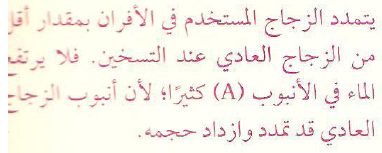 يتمدد الزجاج المستخدم في الأفران بمقدار أقل
من الزجاج العادي عند التسخين. فلا يرتفع
الماء في الأنبوب (A) كثيرًا؛ لأن أنبوب الزجاج
العادي قد تمدد وازداد حجمه.